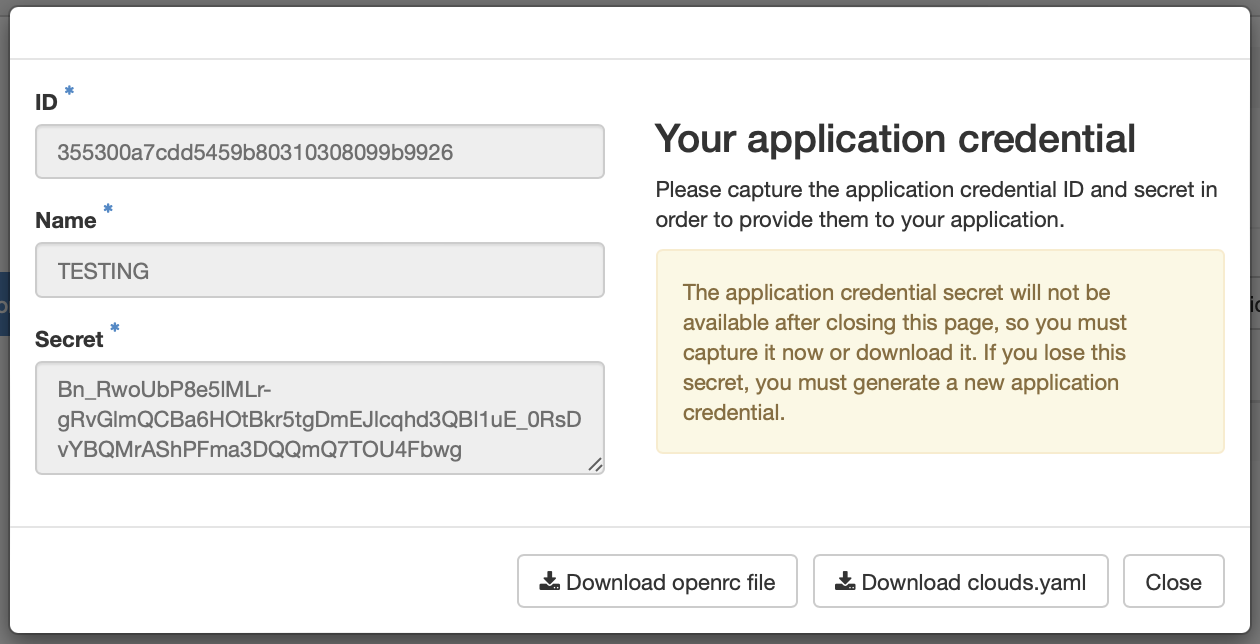 ID *
355300a7cdd5459b80310308099b9926
Name *
TESTING
Secret *
Bn_RwoUbP8e5lMLr-
gRvGlmQCBa6HOtBkr5tgDmEJlcqhd3QBl1uE_0RsD
vYBQMrAShPFma3DQQmQ7TOU4Fbwg
Your application credential
Please capture the application credential ID and secret in
order to provide them to your application.
The application credential secret will not be
available after closing this page, so you must
capture it now or download it. If you lose this
secret, you must generate a new application
credential.
Download openrc file
Download clouds.yaml
Close